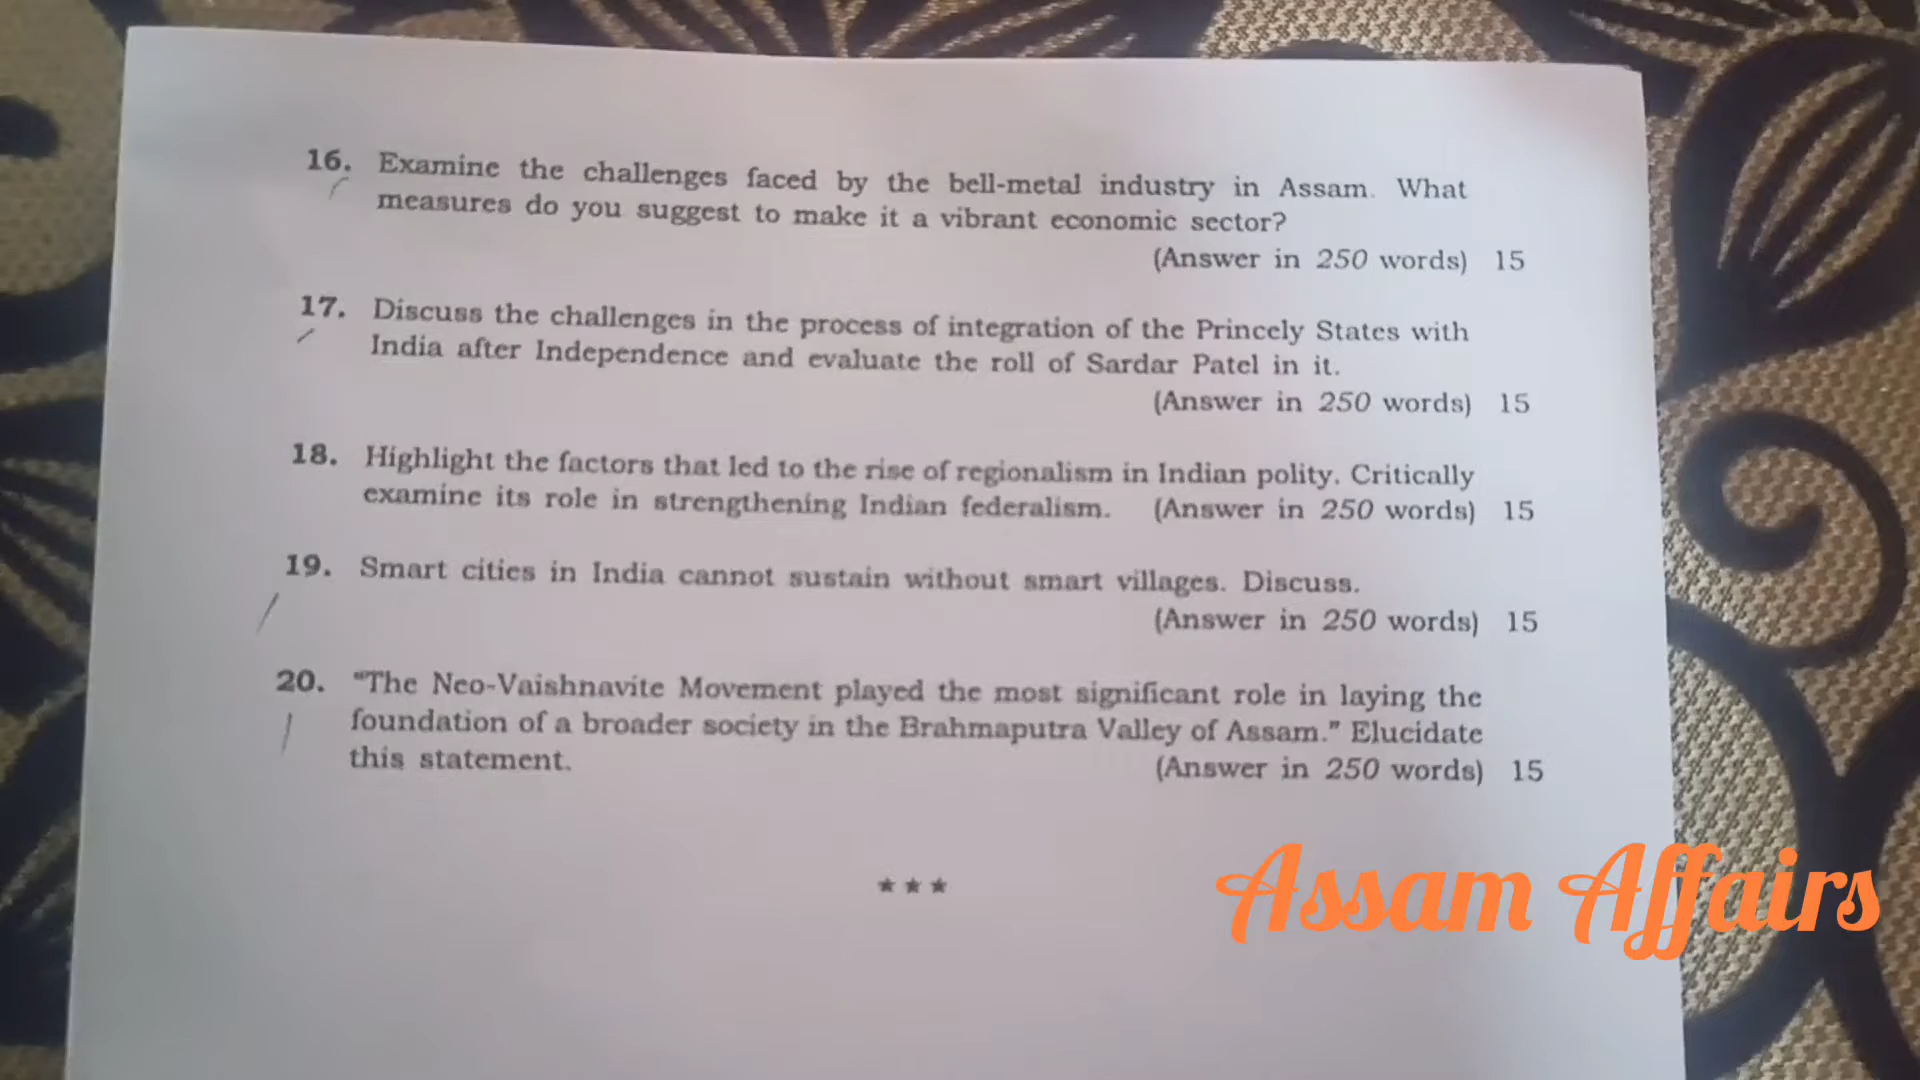 16. Examine the challenges faced by the bell-metal industry in Assam. What
measures do you suggest to make it a vibrant economic sector?
(Answer in 250 words) 15
17. Discuss the challenges in the process of integration of the Princely States with
India after Independence and evaluate the roll of Sardar Patel in it.
(Answer in 250 words) 15
18. Highlight the factors that led to the rise of regionalism in Indian polity. Critically
examine its role in strengthening Indian federalism. (Answer in 250 words) 15
19. Smart cities in India cannot sustain without smart villages. Discuss.
(Answer in 250 words) 15
20. "The Neo-Vaishnavite Movement played the most significant role in laying the
foundation of a broader society in the Brahmaputra Valley of Assam." Elucidate
this statement. (Answer in 250 words) 15
★ ★ ★
Assam Affairs